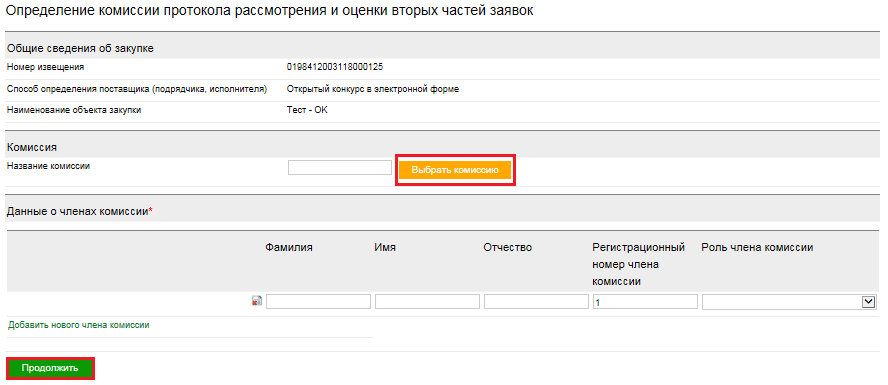 Определение комиссии протокола рассмотрения и оценки вторых частей заявок
Общие сведения об закупке
Номер извещения 0198412003118000125
Способ определения поставщика (подрядчика, исполнителя) Открытый конкурс в электронной форме
Наименование объекта закупки Тест - ОК
Комиссия
Название комиссии Выбрать комиссию
Данные о членах комиссии*
Фамилия Имя Отчество Регистрационный номер члена комиссии Роль члена комиссии
1
Добавить нового члена комиссии
Продолжить